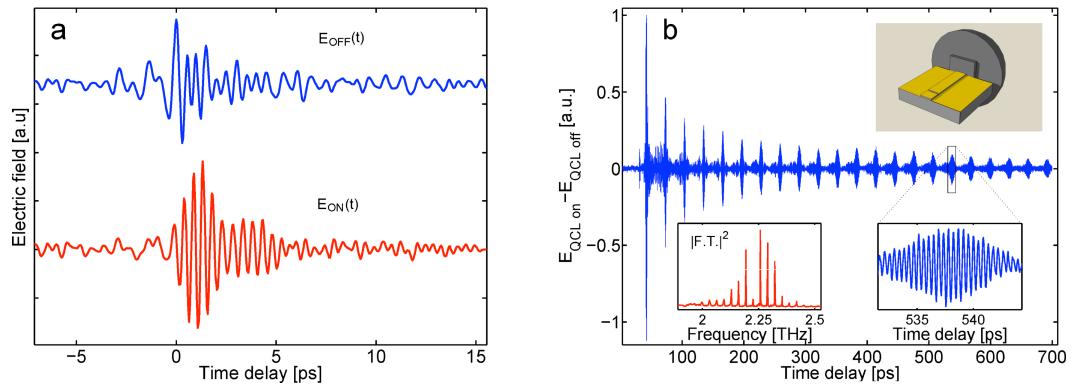 a
E_OFF(t)
E_ON(t)
Electric field [a.u]
−5 0 5 10 15
Time delay [ps]
b
E_QCL on−E_QCL off [a.u.]
1
0.5
0
−0.5
−1
|F.T.|²
2 2.25 2.5
Frequency [THz]
535 540
Time delay [ps]
100 200 300 400 500 600 700
Time delay [ps]